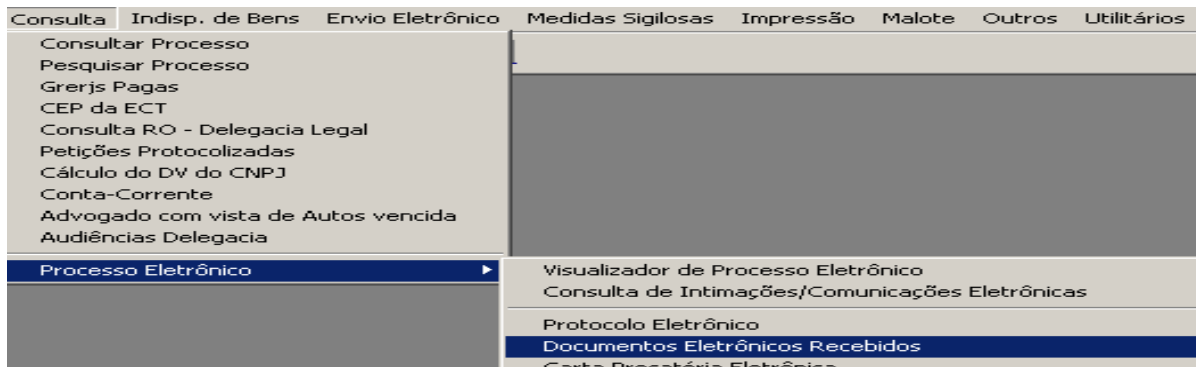 Consulta Indisp. de Bens Envio Eletrônico Medidas Sigilosas Impressão Malote Outros Utilitários
Consultar Processo
Pesquisar Processo
Grerjs Pagas
CEP da ECT
Consulta RO - Delegacia Legal
Petições Protocolizadas
Cálculo do DV do CNPJ
Conta-Corrente
Advogado com vista de Autos vencida
Audiências Delegacia
Processo Eletrônico
Visualizador de Processo Eletrônico
Consulta de Intimações/Comunicações Eletrônicas
Protocolo Eletrônico
Documentos Eletrônicos Recebidos
Carta Precatória Eletrônica